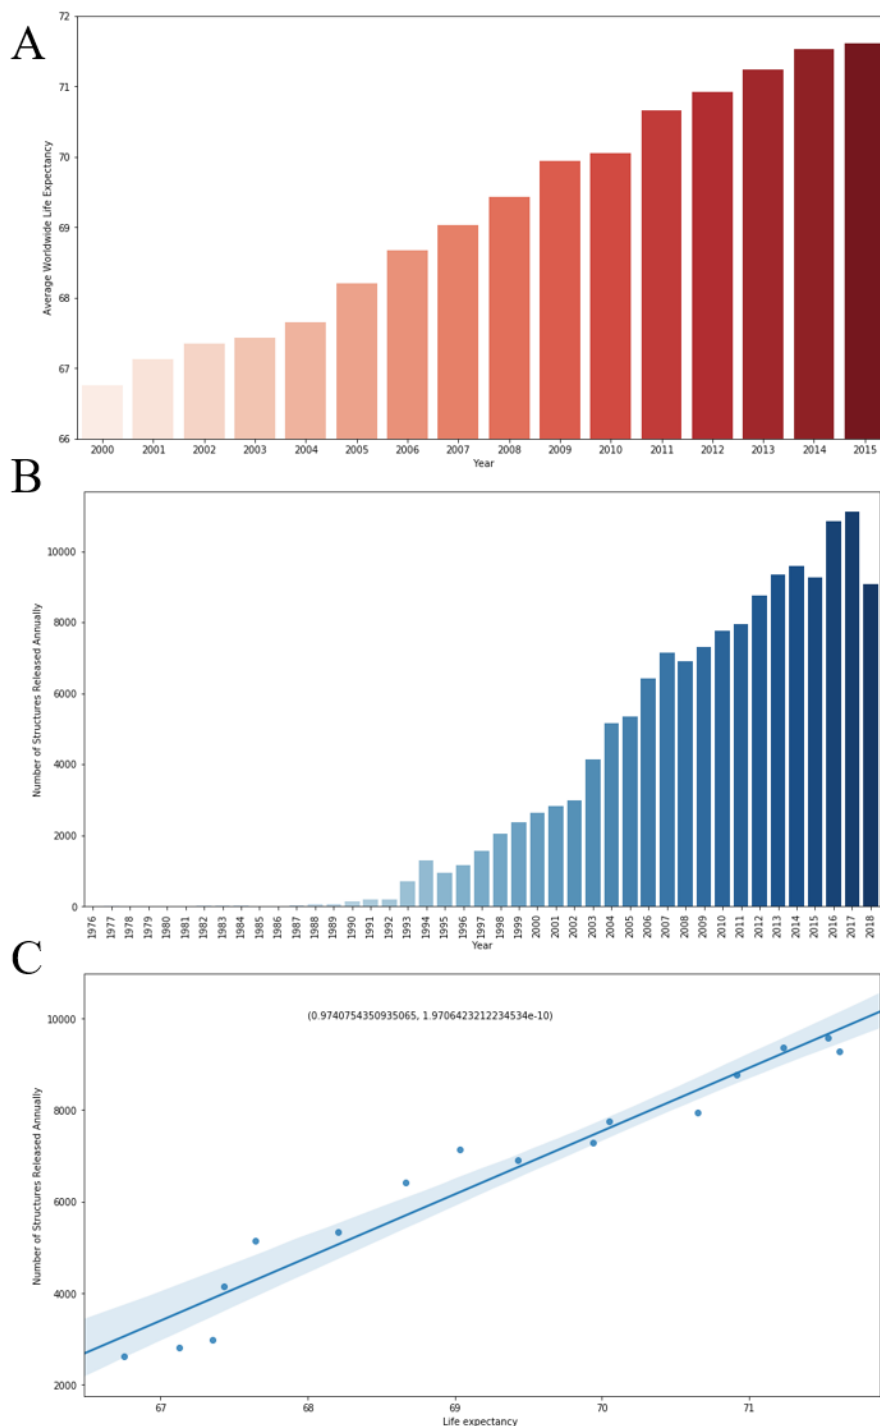 A
72
71
70
69
68
67
66
Average Worldwide Life Expectancy
2000 2001 2002 2003 2004 2005 2006 2007 2008 2009 2010 2011 2012 2013 2014 2015
Year
B
10000
8000
6000
4000
2000
0
Number of Structures Released Annually
1976 1977 1978 1979 1980 1981 1982 1983 1984 1985 1986 1987 1988 1989 1990 1991 1992 1993 1994 1995 1996 1997 1998 1999 2000 2001 2002 2003 2004 2005 2006 2007 2008 2009 2010 2011 2012 2013 2014 2015 2016 2017 2018
Year
C
(0.9740754350935065, 1.9706423212234534e-10)
10000
8000
6000
4000
2000
Number of Structures Released Annually
67 68 69 70 71
Life expectancy